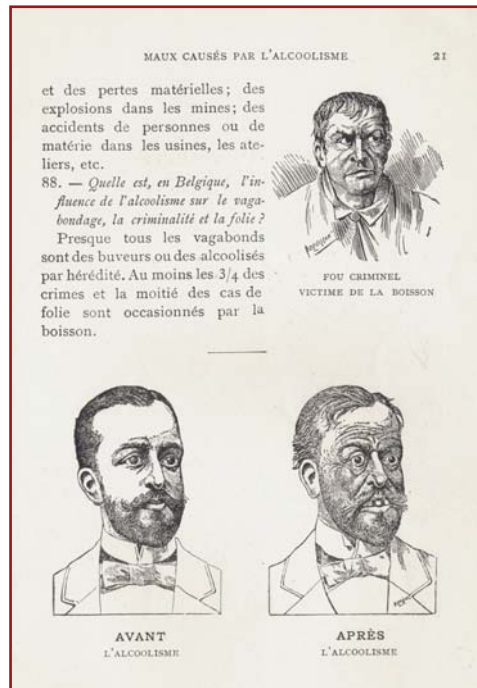 MAUX CAUSÉS PAR L'ALCOOLISME 21
et des pertes matérielles; des
explosions dans les mines; des
accidents de personnes ou de
matérie dans les usines, les ate-
liers, etc.
88. — Quelle est, en Belgique, l'in-
fluence de l'alcoolisme sur le vaga-
bondage, la criminalité et la folie ?
Presque tous les vagabonds
sont des buveurs ou des alcoolisés
par hérédité. Au moins les 3/4 des
crimes et la moitié des cas de
folie sont occasionnés par la
boisson.
FOU CRIMINEL
VICTIME DE LA BOISSON
AVANT
L'ALCOOLISME
APRÈS
L'ALCOOLISME